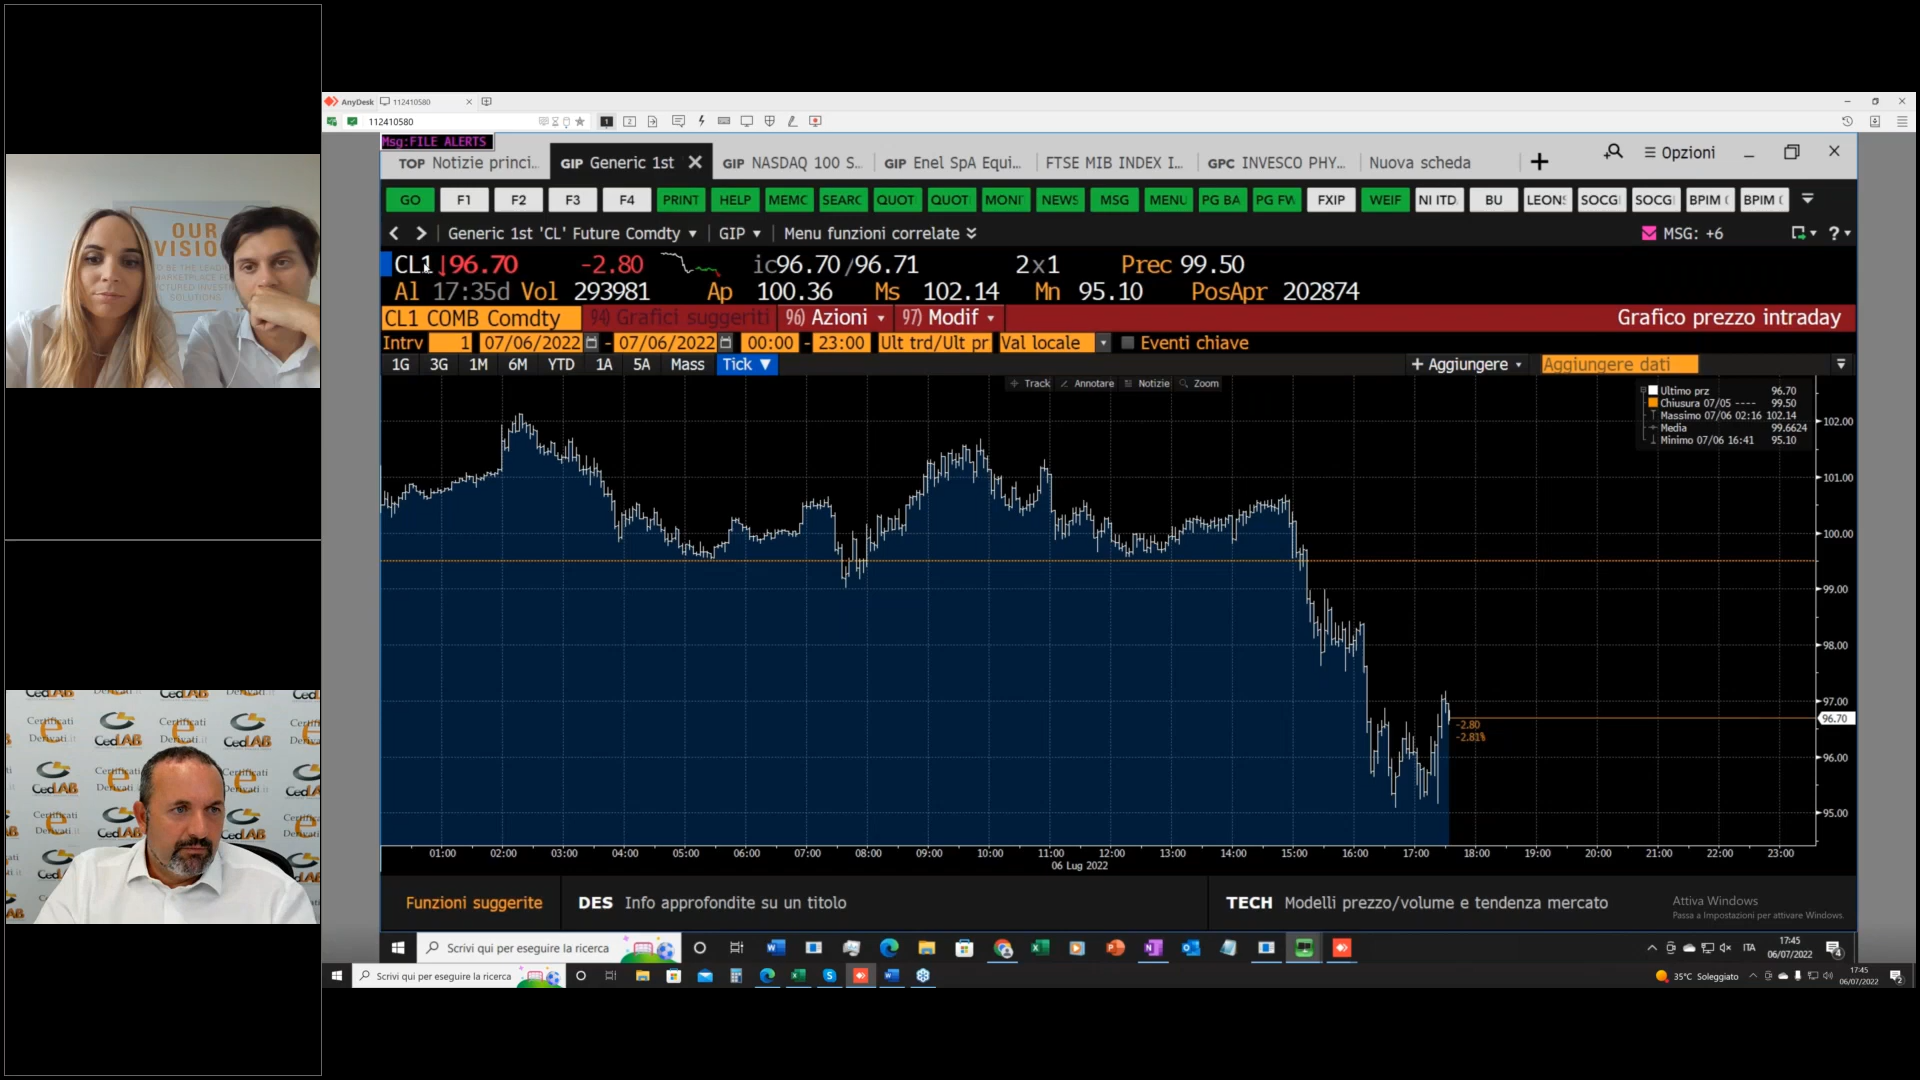 AnyDesk 112410580
112410580
Msg:FILE ALERTS
TOP Notizie princi... GIP Generic 1st GIP NASDAQ 100 S... GIP Enel SpA Equi... FTSE MIB INDEX I... GPC INVESCO PHY... Nuova scheda Opzioni
GO F1 F2 F3 F4 PRINT HELP MEMC SEARC QUOT QUOT MONI NEWS MSG MENU PG BA PG FW FXIP WEIF NI ITD BU LEON SOCG SOCG BPIM BPIM
Generic 1st 'CL' Future Comdty GIP Menu funzioni correlate MSG: +6
CL1 ↓96.70 -2.80 ic96.70/96.71 2x1 Prec 99.50
Al 17:35d Vol 293981 Ap 100.36 Ms 102.14 Mn 95.10 PosApr 202874
CL1 COMB Comdty 94) Grafici suggeriti 96) Azioni 97) Modif Grafico prezzo intraday
Intrv 1 07/06/2022 - 07/06/2022 00:00 - 23:00 Ult trd/Ult pr Val locale Eventi chiave
1G 3G 1M 6M YTD 1A 5A Mass Tick ▼ + Aggiungere Aggiungere dati
Track Annotare Notizie Zoom
Ultimo prz 96.70
Chiusura 07/05 ---- 99.50
Massimo 07/06 02:16 102.14
Media 99.6624
Minimo 07/06 16:41 95.10
102.00
101.00
100.00
99.00
98.00
97.00
96.70
96.00
95.00
-2.80
-2.81%
01:00 02:00 03:00 04:00 05:00 06:00 07:00 08:00 09:00 10:00 11:00 12:00 13:00 14:00 15:00 16:00 17:00 18:00 19:00 20:00 21:00 22:00 23:00
06 Lug 2022
Funzioni suggerite DES Info approfondite su un titolo TECH Modelli prezzo/volume e tendenza mercato
Attiva Windows
Passa a Impostazioni per attivare Windows.
Scrivi qui per eseguire la ricerca ITA 17:45
06/07/2022
Scrivi qui per eseguire la ricerca 35°C Soleggiato 17:45
06/07/2022
OUR
VISIO
Certificati
Derivati.it
CedLAB